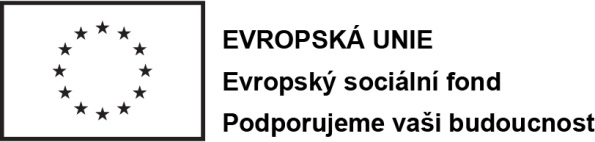 EVROPSKÁ UNIE
Evropský sociální fond
Podporujeme vaši budoucnost